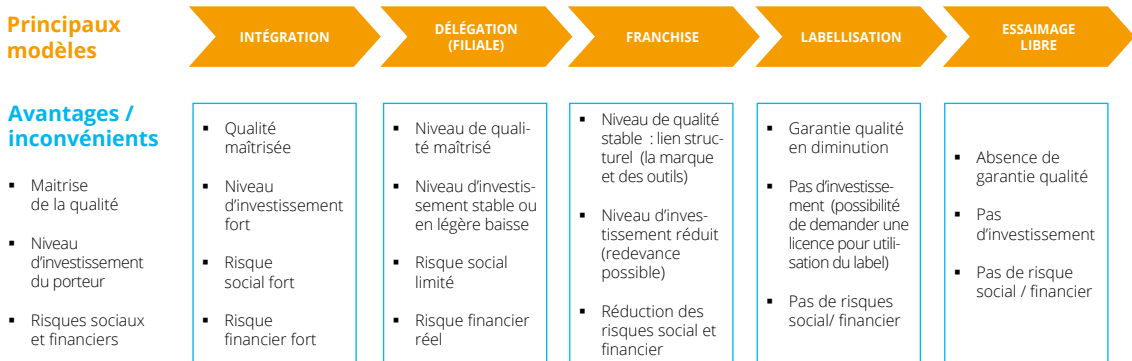 Principaux
modèles
INTÉGRATION
DÉLÉGATION
(FILIALE)
FRANCHISE
LABELLISATION
ESSAIMAGE
LIBRE
Avantages /
inconvénients
▪ Maitrise
de la qualité
▪ Niveau
d'investissement
du porteur
▪ Risques sociaux
et financiers
▪ Qualité
maîtrisée
▪ Niveau
d'investissement
fort
▪ Risque
social fort
▪ Risque
financier fort
▪ Niveau de quali-
té maîtrisé
▪ Niveau d'investis-
sement stable ou
en légère baisse
▪ Risque social
limité
▪ Risque financier
réel
▪ Niveau de qualité
stable : lien struc-
turel (la marque
et des outils)
▪ Niveau d'inves-
tissement réduit
(redevance
possible)
▪ Réduction des
risques social et
financier
▪ Garantie qualité
en diminution
▪ Pas d'investisse-
ment (possibilité
de demander une
licence pour utili-
sation du label)
▪ Pas de risques
social/ financier
▪ Absence de
garantie qualité
▪ Pas
d'investissement
▪ Pas de risque
social / financier